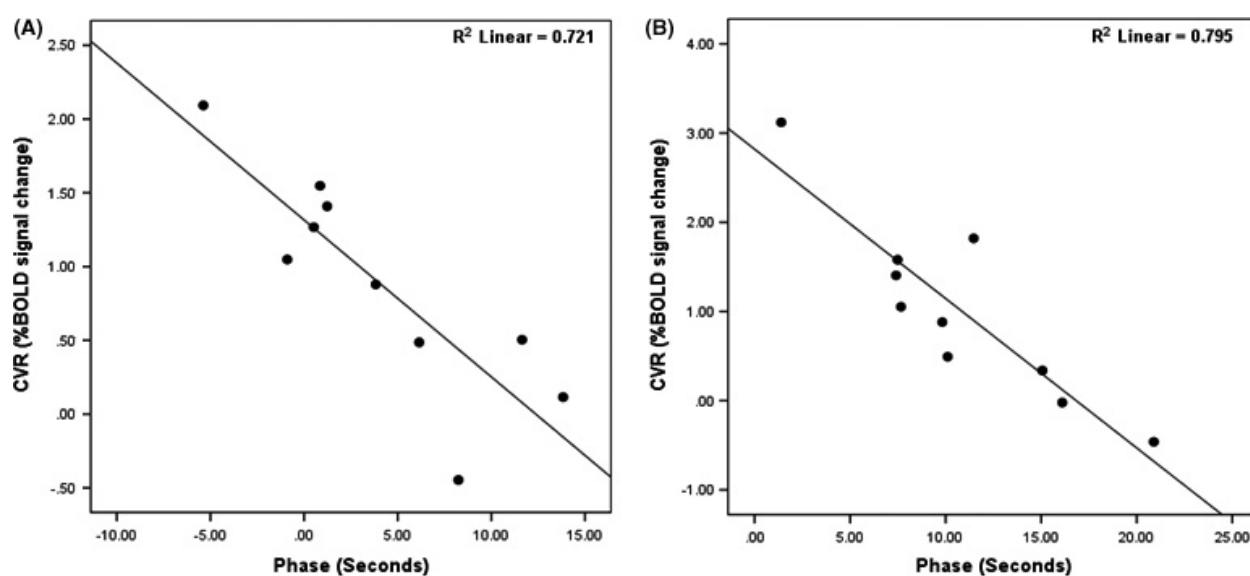 (A)
R² Linear = 0.721
CVR (%BOLD signal change)
2.50
2.00
1.50
1.00
.50
.00
-.50
-10.00 -5.00 .00 5.00 10.00 15.00
Phase (Seconds)
(B)
R² Linear = 0.795
CVR (%BOLD signal change)
4.00
3.00
2.00
1.00
.00
-1.00
.00 5.00 10.00 15.00 20.00 25.00
Phase (Seconds)